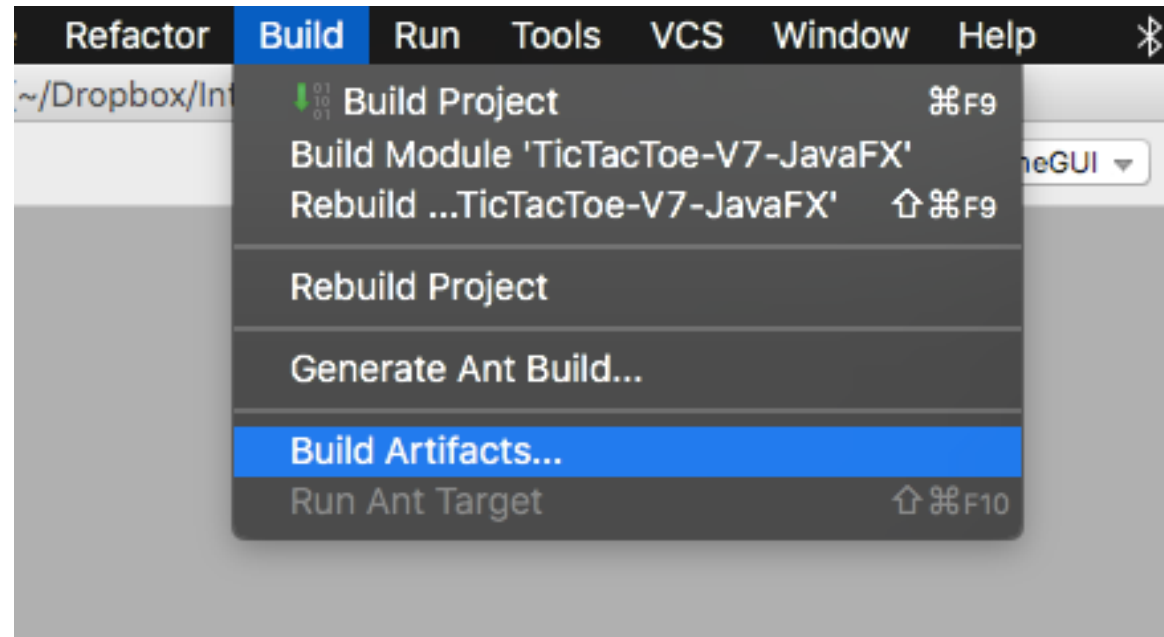 Refactor Build Run Tools VCS Window Help
~/Dropbox/Int
Build Project ⌘F9
Build Module 'TicTacToe-V7-JavaFX'
neGUI
Rebuild ...TicTacToe-V7-JavaFX' ⇧⌘F9
Rebuild Project
Generate Ant Build...
Build Artifacts...
Run Ant Target ⇧⌘F10